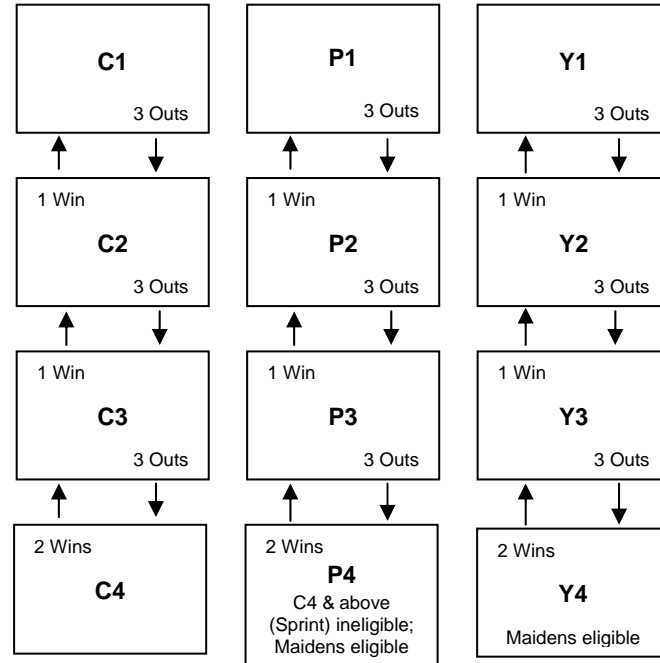 C1
3 Outs
P1
3 Outs
Y1
3 Outs
1 Win
C2
3 Outs
1 Win
P2
3 Outs
1 Win
Y2
3 Outs
1 Win
C3
3 Outs
1 Win
P3
3 Outs
1 Win
Y3
3 Outs
2 Wins
C4
2 Wins
P4
C4 & above
(Sprint) ineligible;
Maidens eligible
2 Wins
Y4
Maidens eligible